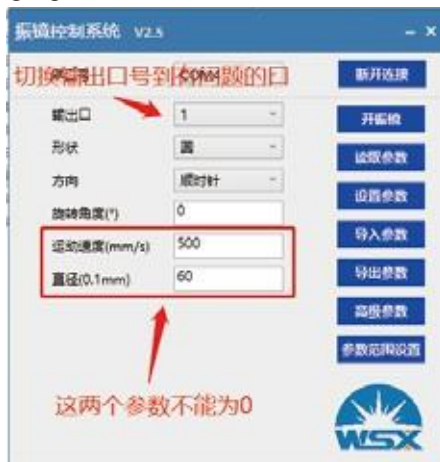 振镜控制系统 V2.5
切换输出口号到有问题的口
断开连接
输出口
1
开振镜
形状
圆
读取参数
方向
顺时针
设置参数
旋转角度(°)
0
导入参数
运动速度(mm/s)
500
导出参数
直径(0.1mm)
60
高级参数
参数范围设置
这两个参数不能为0
WSX